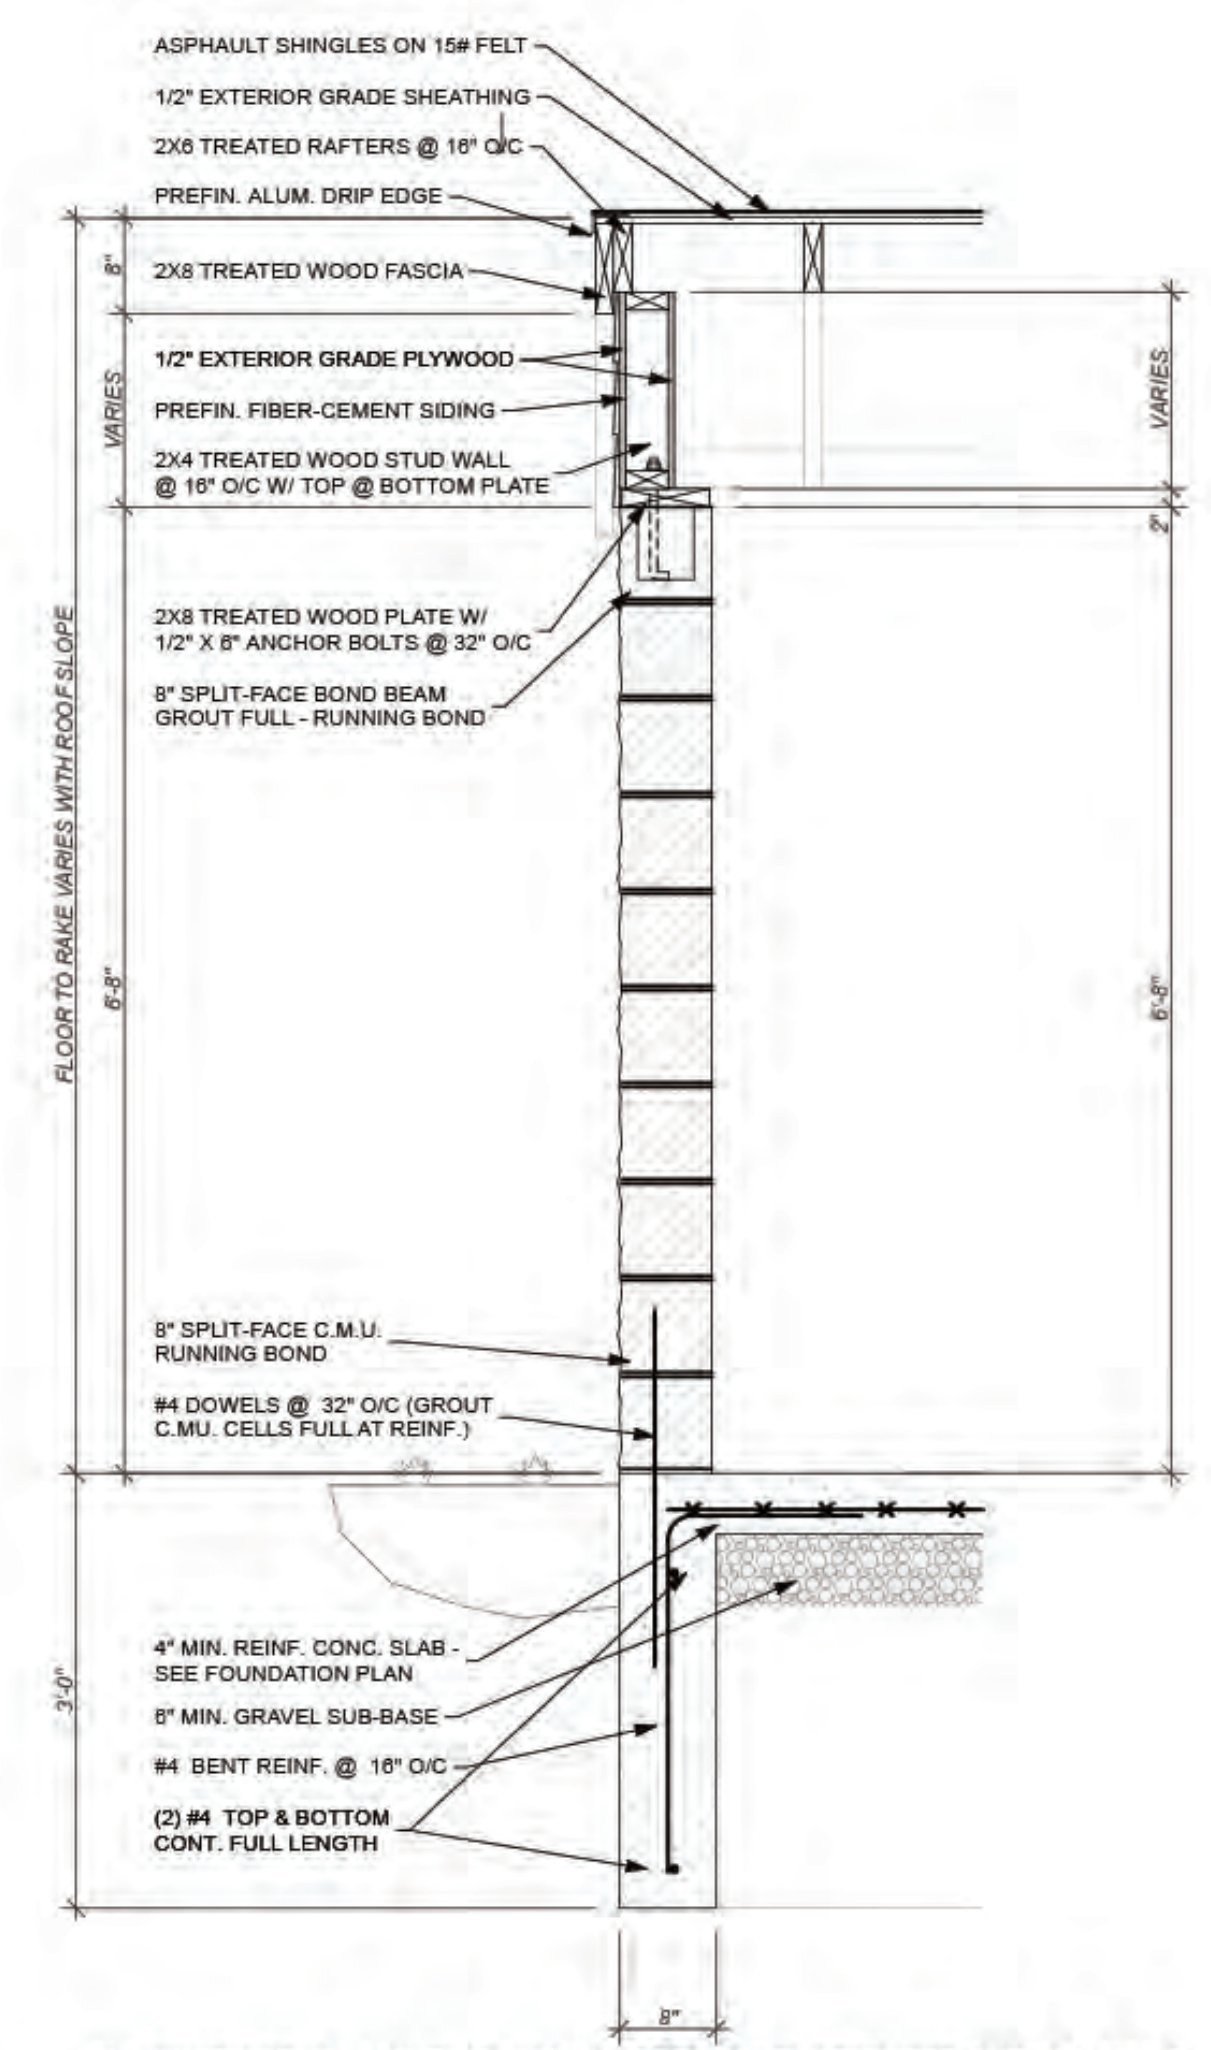 ASPHAULT SHINGLES ON 15# FELT
1/2" EXTERIOR GRADE SHEATHING
2X6 TREATED RAFTERS @ 16" O/C
PREFIN. ALUM. DRIP EDGE
8"
2X8 TREATED WOOD FASCIA
1/2" EXTERIOR GRADE PLYWOOD
VARIES
VARIES
PREFIN. FIBER-CEMENT SIDING
2X4 TREATED WOOD STUD WALL
@ 16" O/C W/ TOP @ BOTTOM PLATE
2"
2X8 TREATED WOOD PLATE W/
1/2" X 6" ANCHOR BOLTS @ 32" O/C
8" SPLIT-FACE BOND BEAM
GROUT FULL - RUNNING BOND
FLOOR TO RAKE VARIES WITH ROOF SLOPE
6'-8"
6'-8"
8" SPLIT-FACE C.M.U.
RUNNING BOND
#4 DOWELS @ 32" O/C (GROUT
C.MU. CELLS FULL AT REINF.)
4" MIN. REINF. CONC. SLAB -
SEE FOUNDATION PLAN
3'-0"
6" MIN. GRAVEL SUB-BASE
#4 BENT REINF. @ 16" O/C
(2) #4 TOP & BOTTOM
CONT. FULL LENGTH
8"